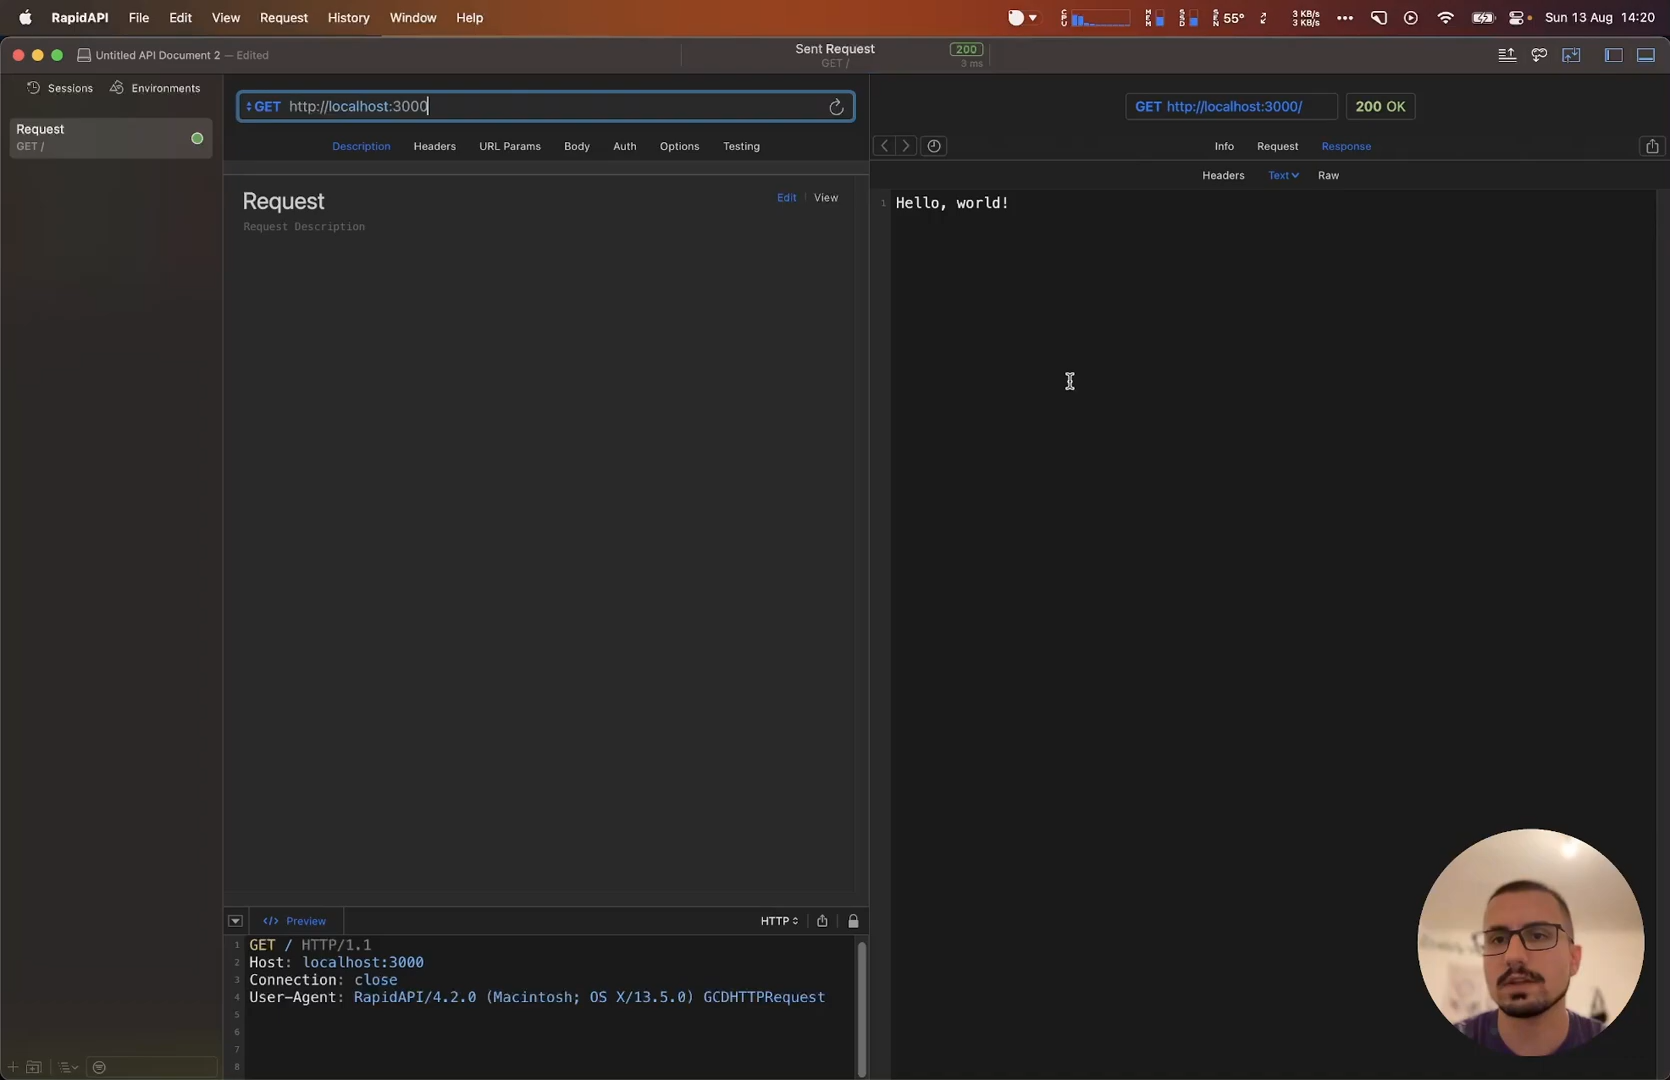 RapidAPI File Edit View Request History Window Help
CPU MEM SSD SEN 55° 3 KB/s 3 KB/s Sun 13 Aug 14:20
Untitled API Document 2 — Edited
Sent Request
GET /
200
3 ms
Sessions Environments
Request
GET /
GET http://localhost:3000
Description Headers URL Params Body Auth Options Testing
Request
Edit View
Request Description
GET http://localhost:3000/ 200 OK
Info Request Response
Headers Text Raw
1 Hello, world!
</> Preview HTTP
1 GET / HTTP/1.1
2 Host: localhost:3000
3 Connection: close
4 User-Agent: RapidAPI/4.2.0 (Macintosh; OS X/13.5.0) GCDHTTPRequest
5
6
7
8